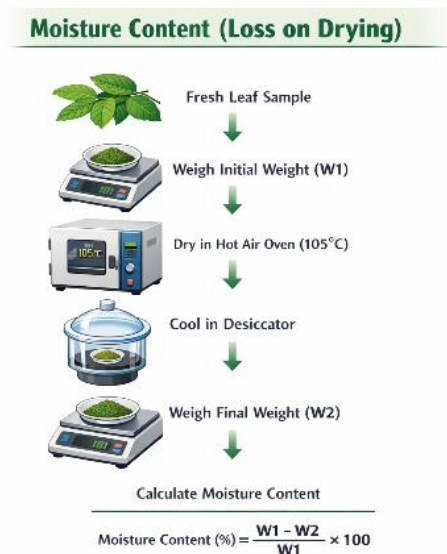 Moisture Content (Loss on Drying)
Fresh Leaf Sample
Weigh Initial Weight (W1)
Dry in Hot Air Oven (105°C)
105°C
Cool in Desiccator
Weigh Final Weight (W2)
Calculate Moisture Content
Moisture Content (%) = W1 – W2 / W1 × 100